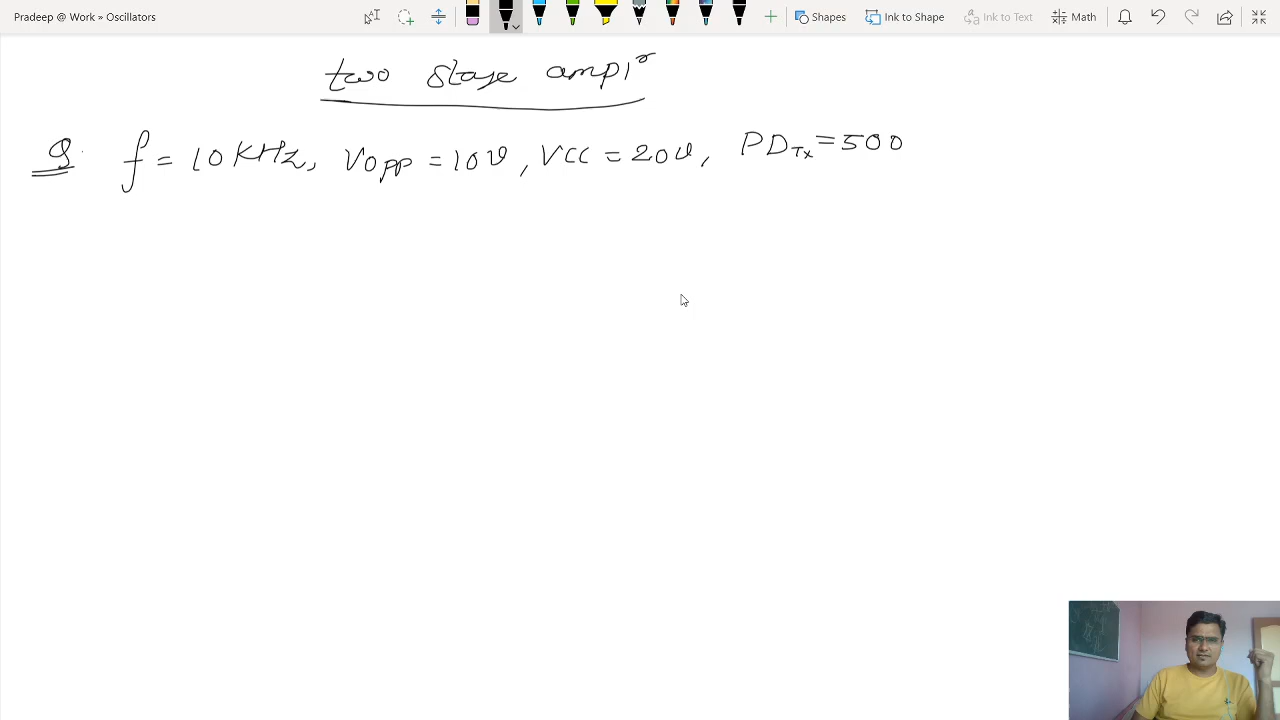 Pradeep @ Work » Oscillators
Shapes
Ink to Shape
Ink to Text
Math
two stage ampl^r
Q. f = 10 KHz, VOPP = 10V, VCC = 20V, PD_Tx = 500